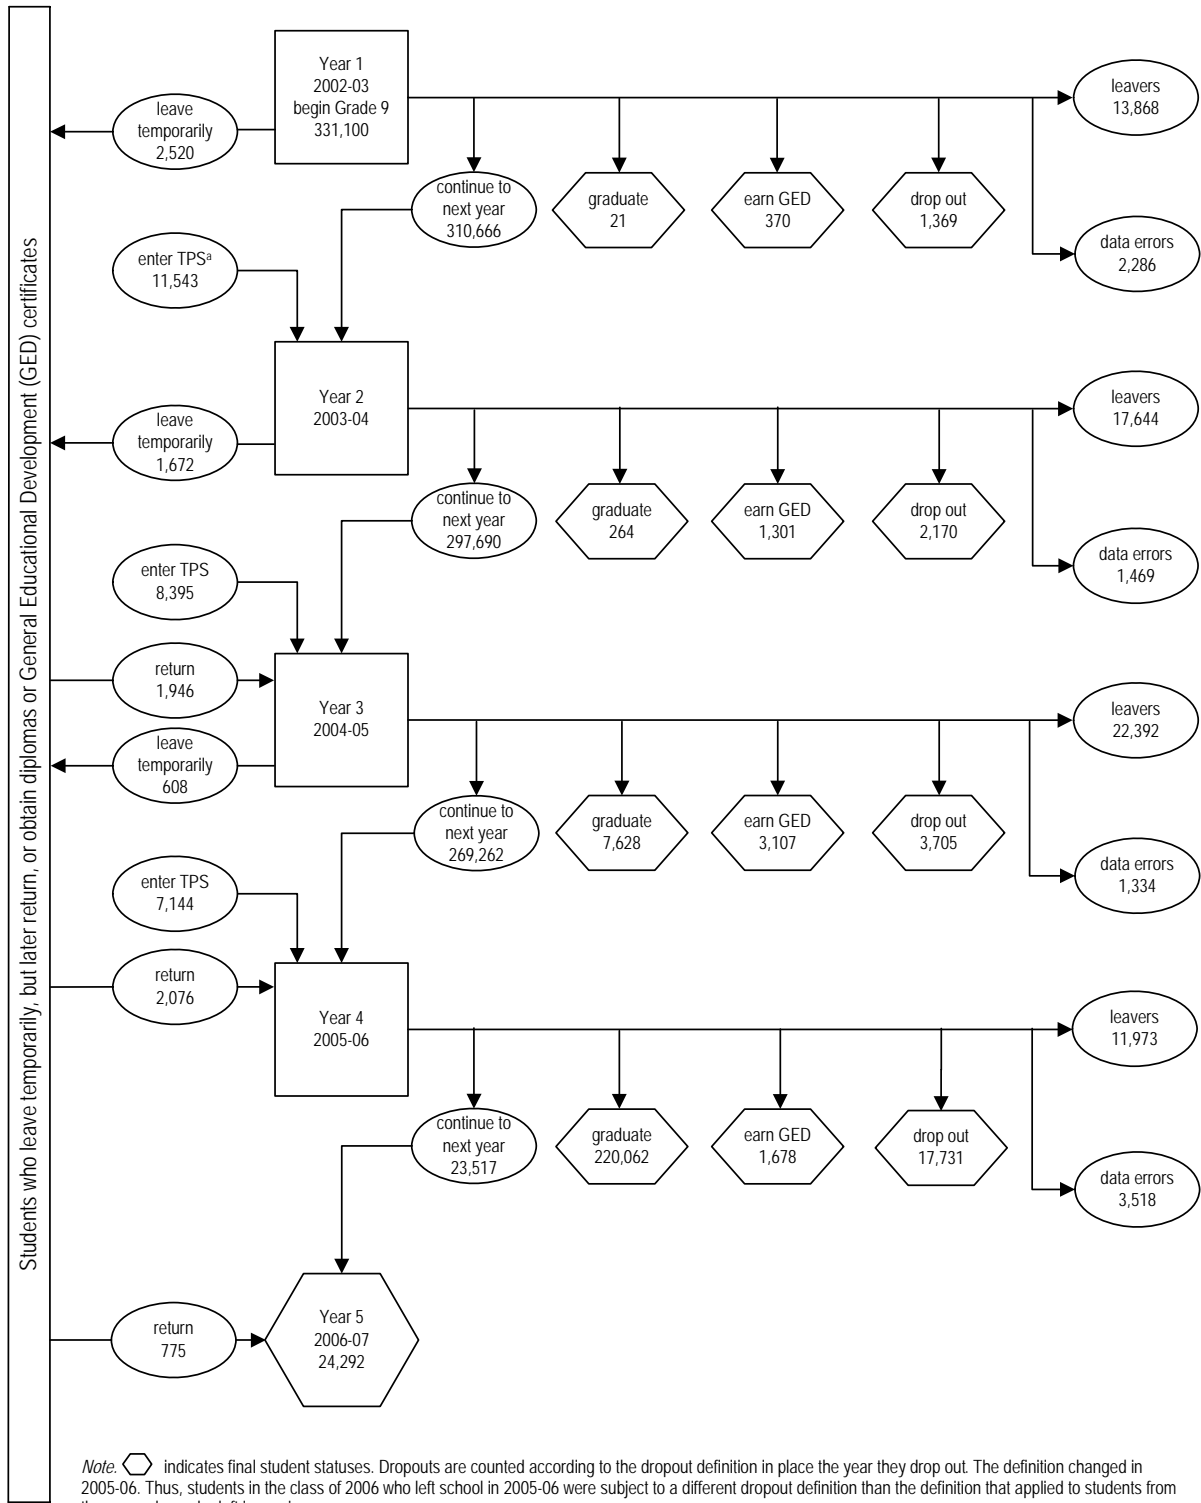 Students who leave temporarily, but later return, or obtain diplomas or General Educational Development (GED) certificates
Year 1
2002-03
begin Grade 9
331,100
leave
temporarily
2,520
continue to
next year
310,666
graduate
21
earn GED
370
drop out
1,369
leavers
13,868
data errors
2,286
enter TPSa
11,543
Year 2
2003-04
leave
temporarily
1,672
continue to
next year
297,690
graduate
264
earn GED
1,301
drop out
2,170
leavers
17,644
data errors
1,469
enter TPS
8,395
return
1,946
Year 3
2004-05
leave
temporarily
608
continue to
next year
269,262
graduate
7,628
earn GED
3,107
drop out
3,705
leavers
22,392
data errors
1,334
enter TPS
7,144
return
2,076
Year 4
2005-06
continue to
next year
23,517
graduate
220,062
earn GED
1,678
drop out
17,731
leavers
11,973
data errors
3,518
return
775
Year 5
2006-07
24,292
Note. indicates final student statuses. Dropouts are counted according to the dropout definition in place the year they drop out. The definition changed in
2005-06. Thus, students in the class of 2006 who left school in 2005-06 were subject to a different dropout definition than the definition that applied to students from